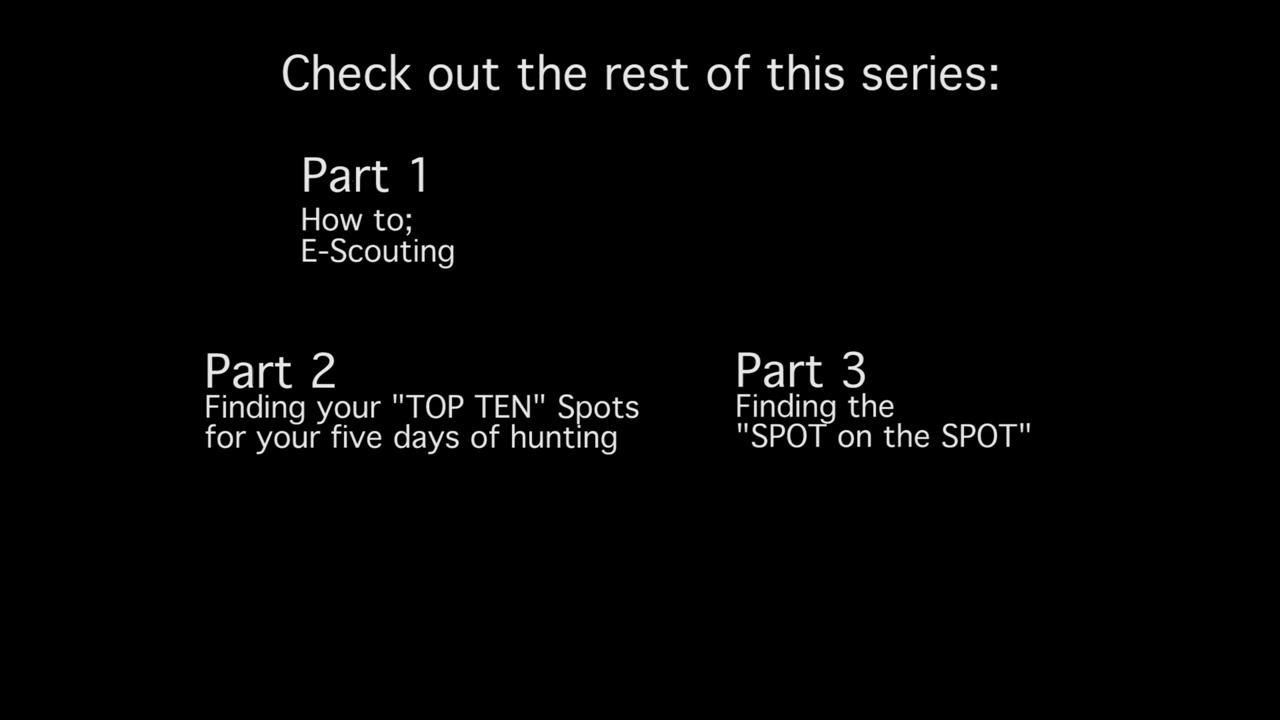 Check out the rest of this series:
Part 1
How to;
E-Scouting
Part 2
Finding your "TOP TEN" Spots
for your five days of hunting
Part 3
Finding the
"SPOT on the SPOT"